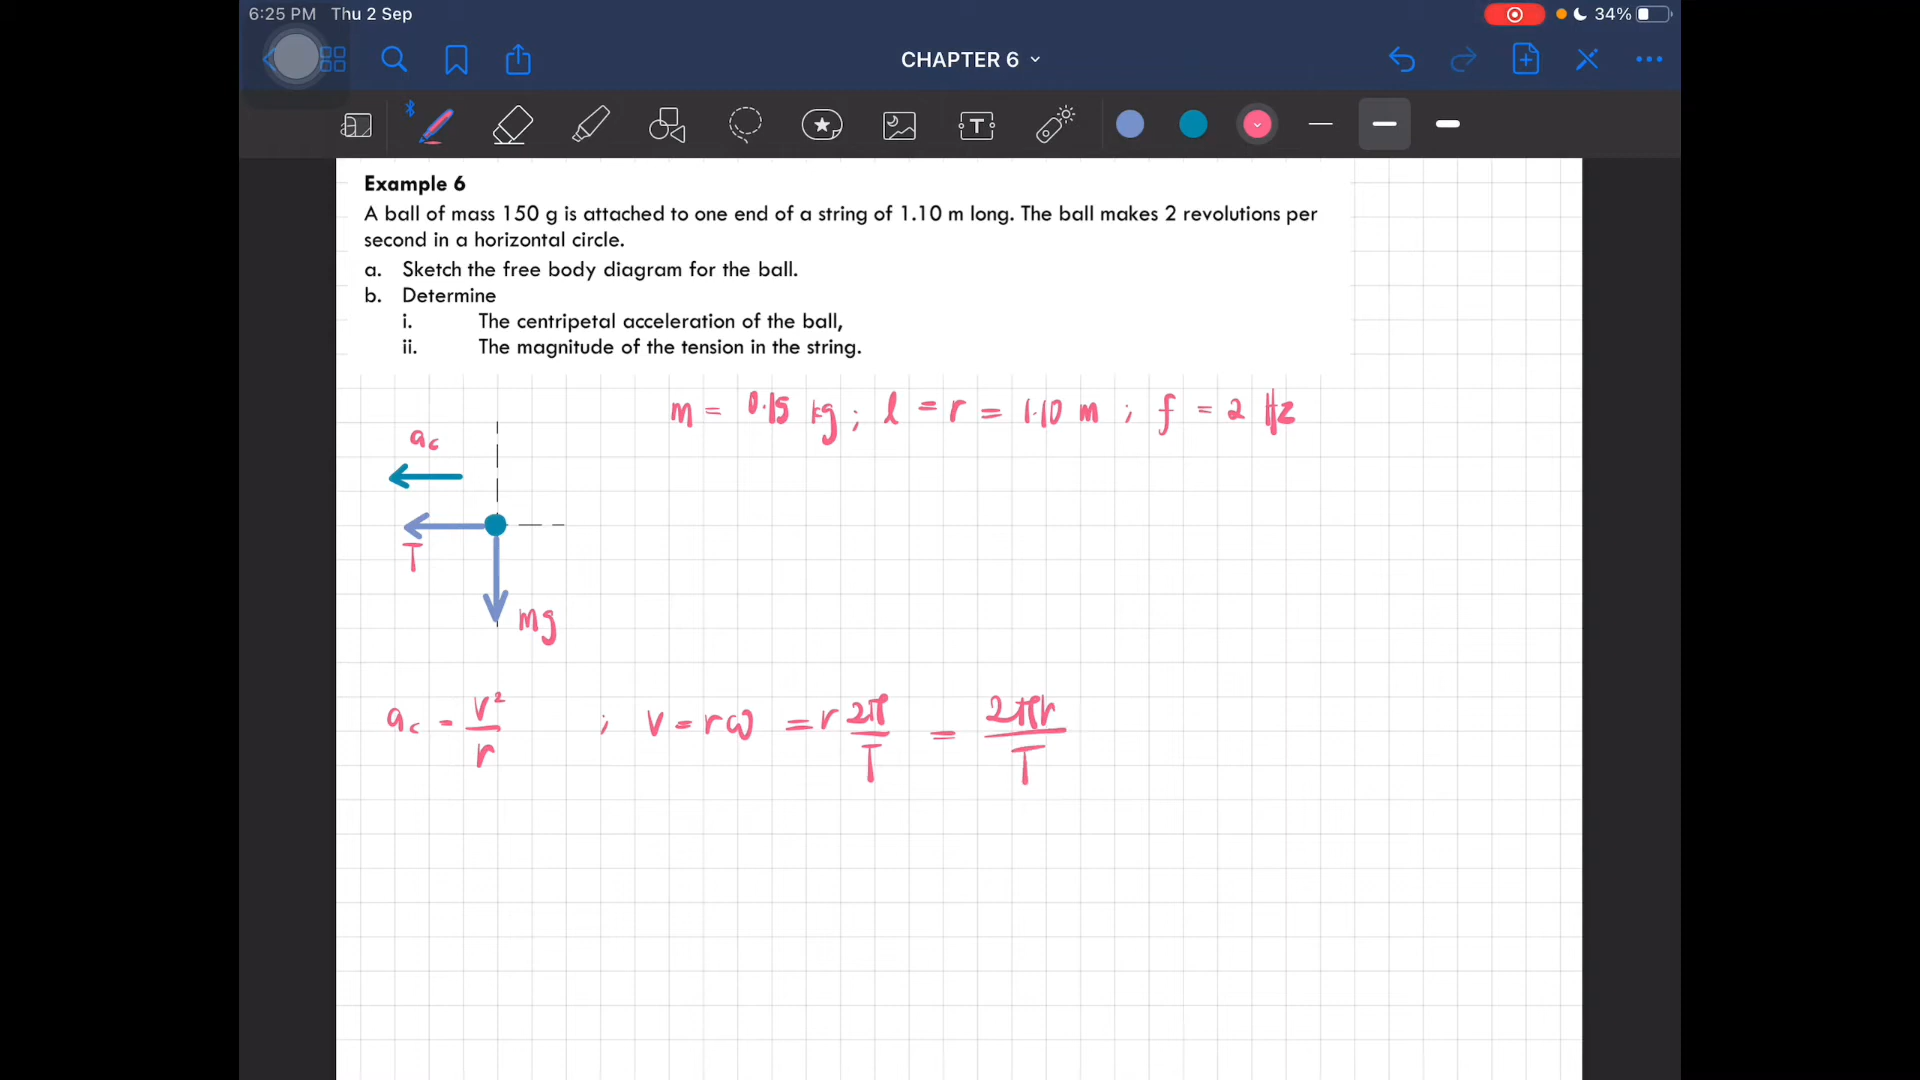 6:25 PM Thu 2 Sep
34%
CHAPTER 6
Example 6
A ball of mass 150 g is attached to one end of a string of 1.10 m long. The ball makes 2 revolutions per
second in a horizontal circle.
a. Sketch the free body diagram for the ball.
b. Determine
i. The centripetal acceleration of the ball,
ii. The magnitude of the tension in the string.
m = 0.15 kg ; l = r = 1.10 m ; f = 2 Hz
ac
T
mg
ac = v²/r ; v = rω = r 2π/T = 2πr/T